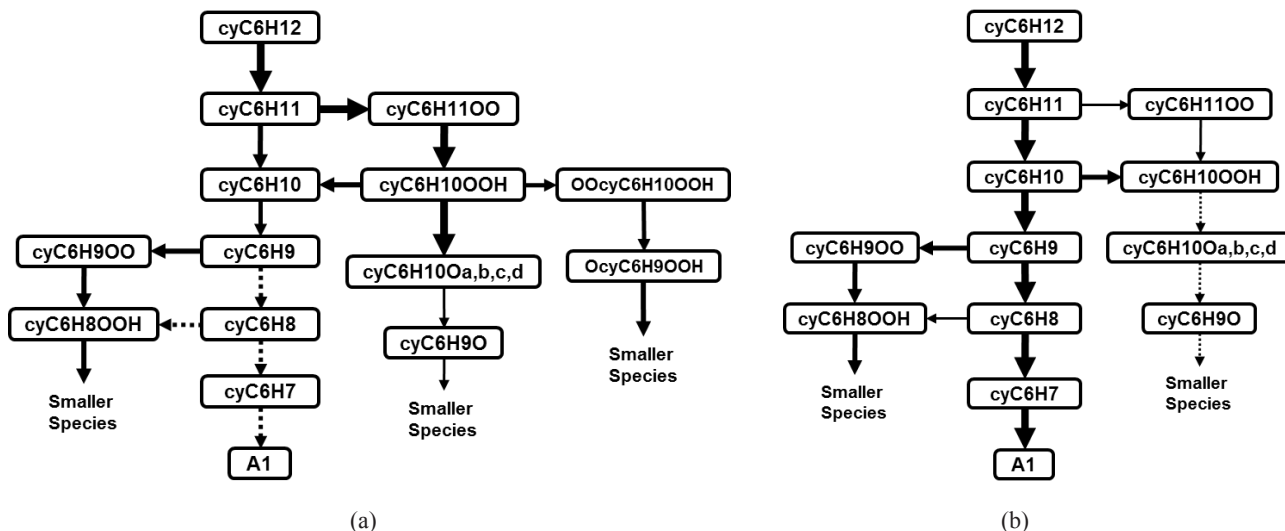 cyC6H12
cyC6H11
cyC6H11OO
cyC6H10
cyC6H10OOH
OOcyC6H10OOH
cyC6H9OO
cyC6H9
cyC6H10Oa,b,c,d
OcyC6H9OOH
cyC6H8OOH
cyC6H8
cyC6H9O
Smaller
Species
cyC6H7
Smaller
Species
Smaller
Species
A1
(a)
cyC6H12
cyC6H11
cyC6H11OO
cyC6H10
cyC6H10OOH
cyC6H9OO
cyC6H9
cyC6H10Oa,b,c,d
cyC6H8OOH
cyC6H8
cyC6H9O
Smaller
Species
cyC6H7
Smaller
Species
A1
(b)